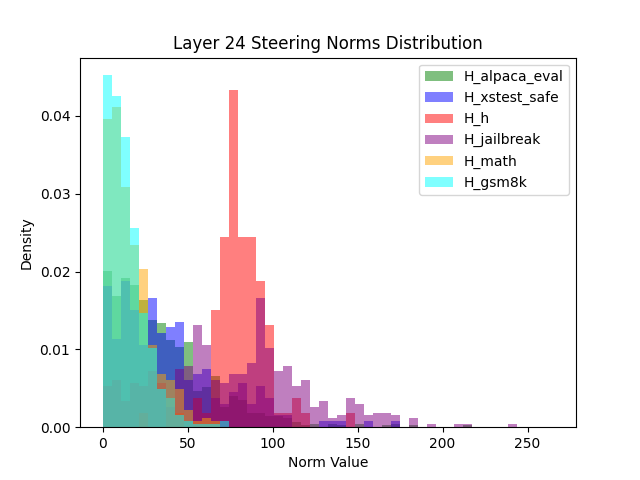 Layer 24 Steering Norms Distribution
H_alpaca_eval
H_xstest_safe
H_h
H_jailbreak
H_math
H_gsm8k
Density
0.04
0.03
0.02
0.01
0.00
0
50
100
150
200
250
Norm Value